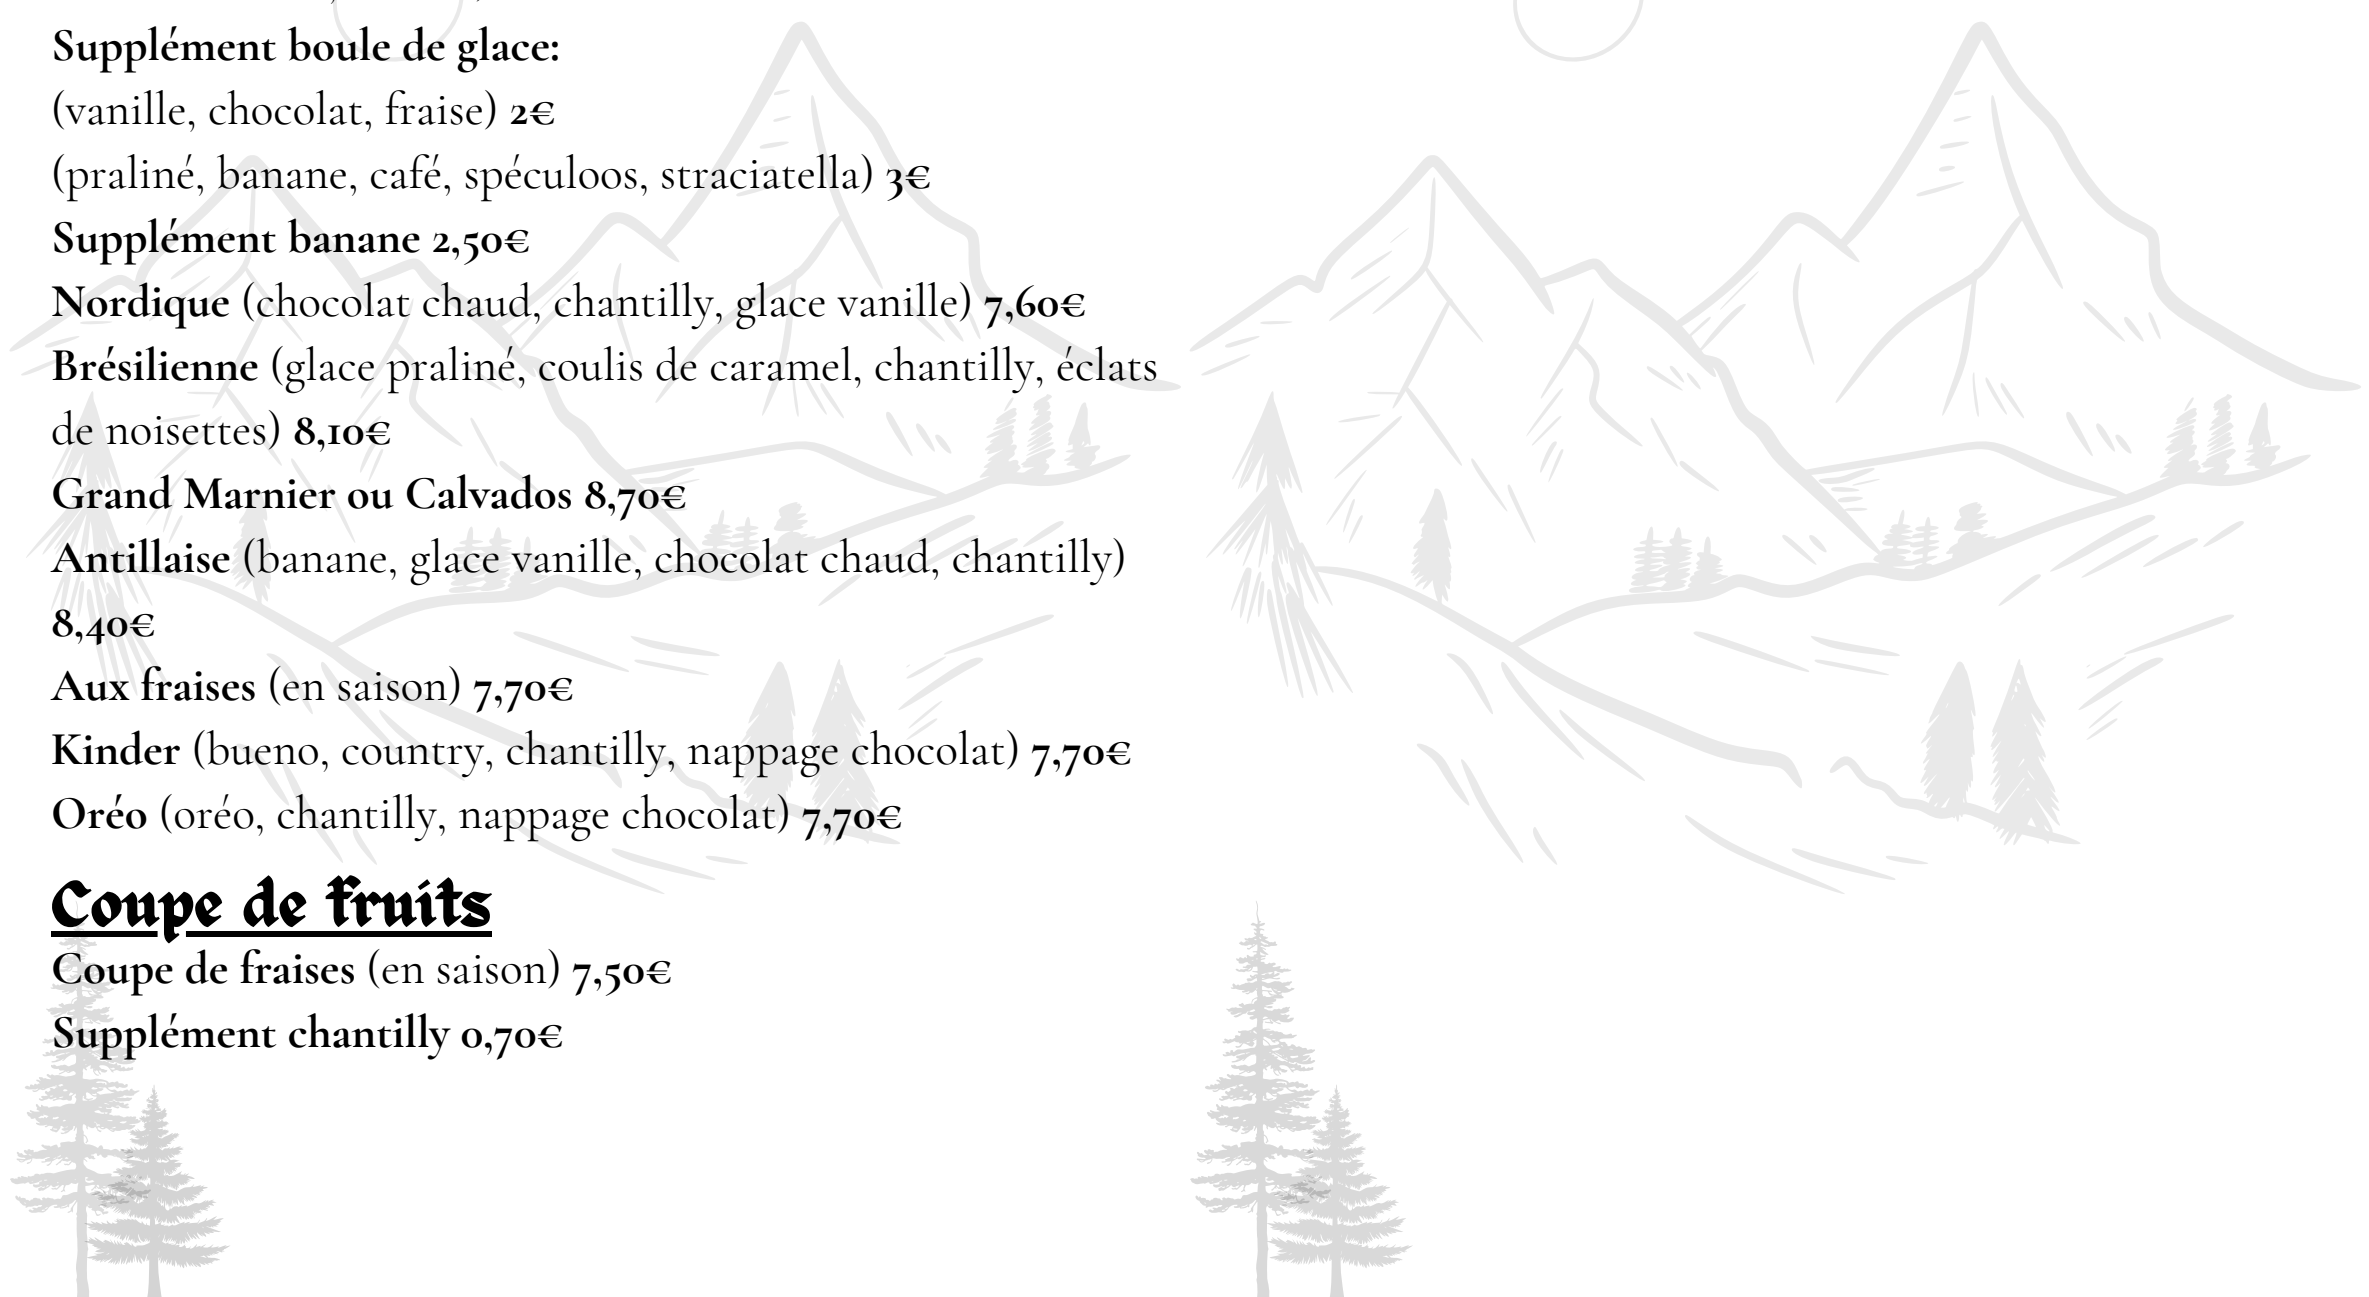 Supplément boule de glace:
(vanille, chocolat, fraise) 2€
(praliné, banane, café, spéculoos, straciatella) 3€
Supplément banane 2,50€
Nordique (chocolat chaud, chantilly, glace vanille) 7,60€
Brésilienne (glace praliné, coulis de caramel, chantilly, éclats
de noisettes) 8,10€
Grand Marnier ou Calvados 8,70€
Antillaise (banane, glace vanille, chocolat chaud, chantilly)
8,40€
Aux fraises (en saison) 7,70€
Kinder (bueno, country, chantilly, nappage chocolat) 7,70€
Oréo (oréo, chantilly, nappage chocolat) 7,70€
Coupe de fruits
Coupe de fraises (en saison) 7,50€
Supplément chantilly 0,70€